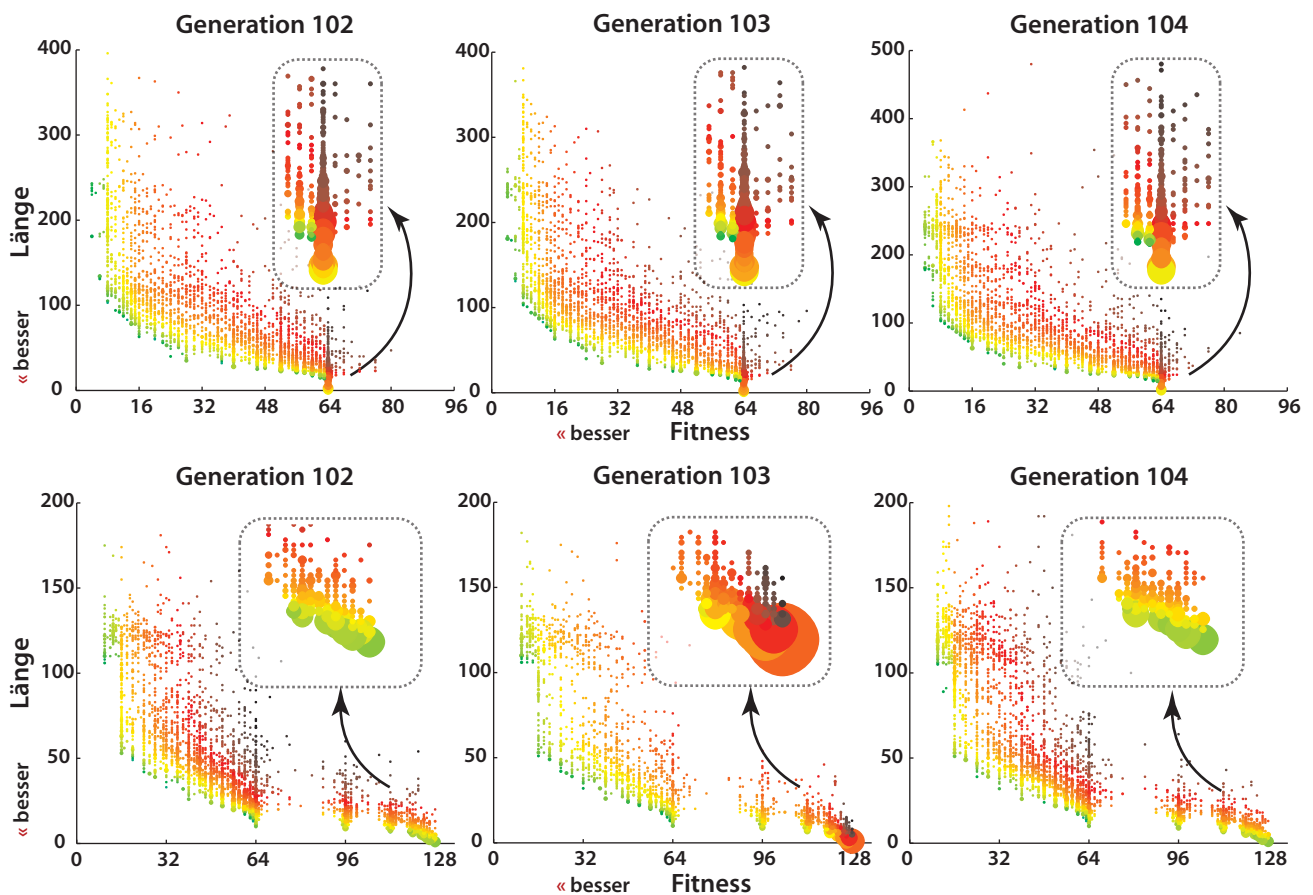 Generation 102
Generation 103
Generation 104
Länge
« besser
400
300
200
100
0
0 16 32 48 64 80 96
400
300
200
100
0
0 16 32 48 64 80 96
500
400
300
200
100
0
0 16 32 48 64 80 96
« besser Fitness
Generation 102
Generation 103
Generation 104
Länge
« besser
200
150
100
50
0
0 32 64 96 128
200
150
100
50
0
0 32 64 96 128
200
150
100
50
0
0 32 64 96 128
« besser Fitness